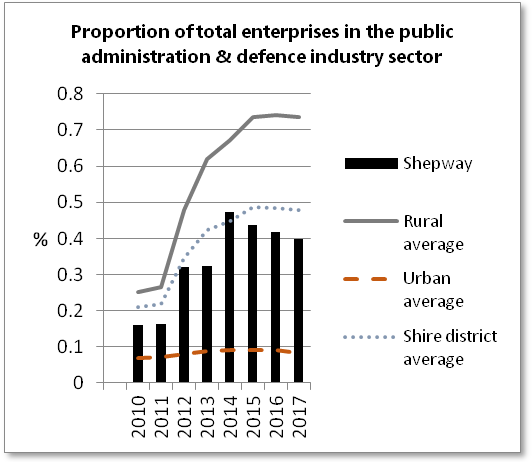 Proportion of total enterprises in the public
administration & defence industry sector
0.8
0.7
0.6
0.5
0.4
0.3
0.2
0.1
0
%
2010
2011
2012
2013
2014
2015
2016
2017
Shepway
Rural
average
Urban
average
Shire district
average